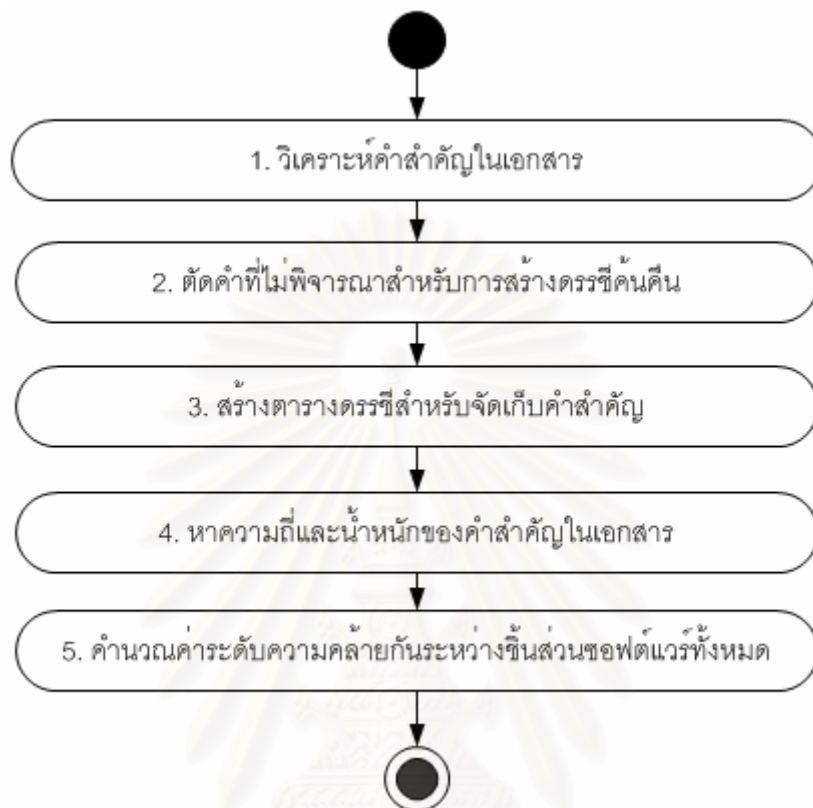 1. วิเคราะห์คำสำคัญในเอกสาร
2. ตัดคำที่ไม่พิจารณาสำหรับการสร้างดรรชีค้นคืน
3. สร้างตารางดรรชีสำหรับจัดเก็บคำสำคัญ
4. หาความถี่และน้ำหนักของคำสำคัญในเอกสาร
5. คำนวณค่าระดับความคล้ายกันระหว่างชิ้นส่วนซอฟต์แวร์ทั้งหมด